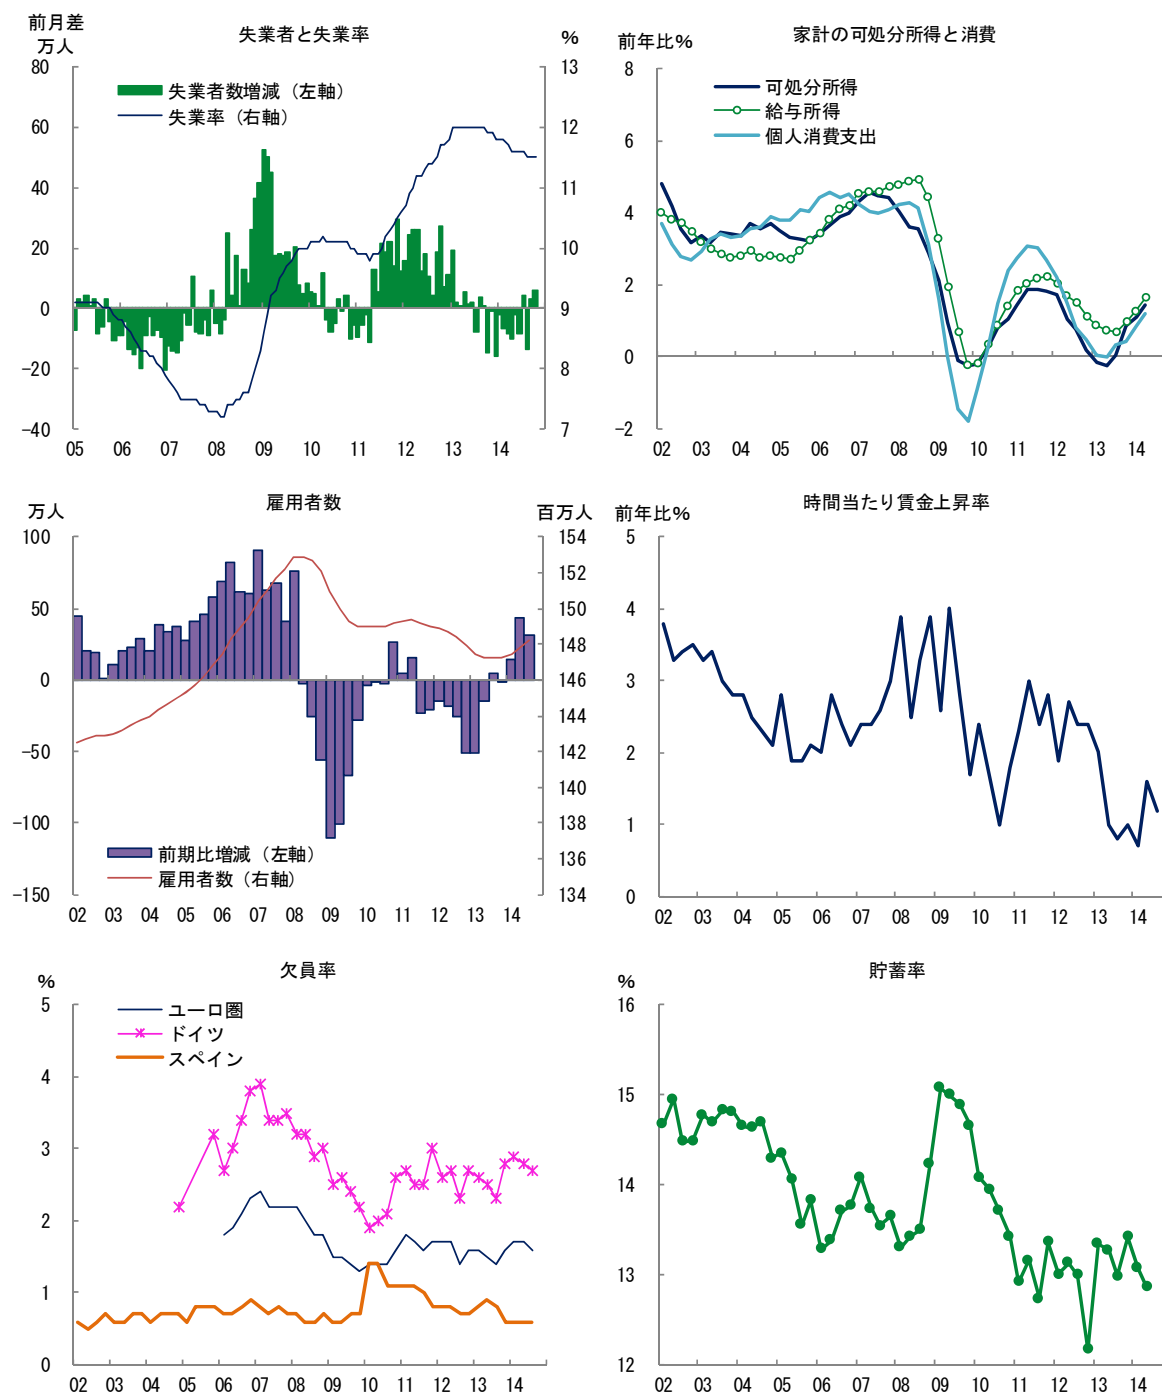 失業者と失業率
前月差
万人
%
80
60
40
20
0
−20
−40
13
12
11
10
9
8
7
失業者数増減（左軸）
失業率（右軸）
05 06 07 08 09 10 11 12 13 14
家計の可処分所得と消費
前年比%
8
6
4
2
0
−2
可処分所得
給与所得
個人消費支出
02 03 04 05 06 07 08 09 10 11 12 13 14
雇用者数
万人
百万人
100
50
0
−50
−100
−150
154
152
150
148
146
144
142
140
138
136
134
前期比増減（左軸）
雇用者数（右軸）
02 03 04 05 06 07 08 09 10 11 12 13 14
時間当たり賃金上昇率
前年比%
5
4
3
2
1
0
02 03 04 05 06 07 08 09 10 11 12 13 14
欠員率
%
5
4
3
2
1
0
ユーロ圏
ドイツ
スペイン
02 03 04 05 06 07 08 09 10 11 12 13 14
貯蓄率
%
16
15
14
13
12
02 03 04 05 06 07 08 09 10 11 12 13 14